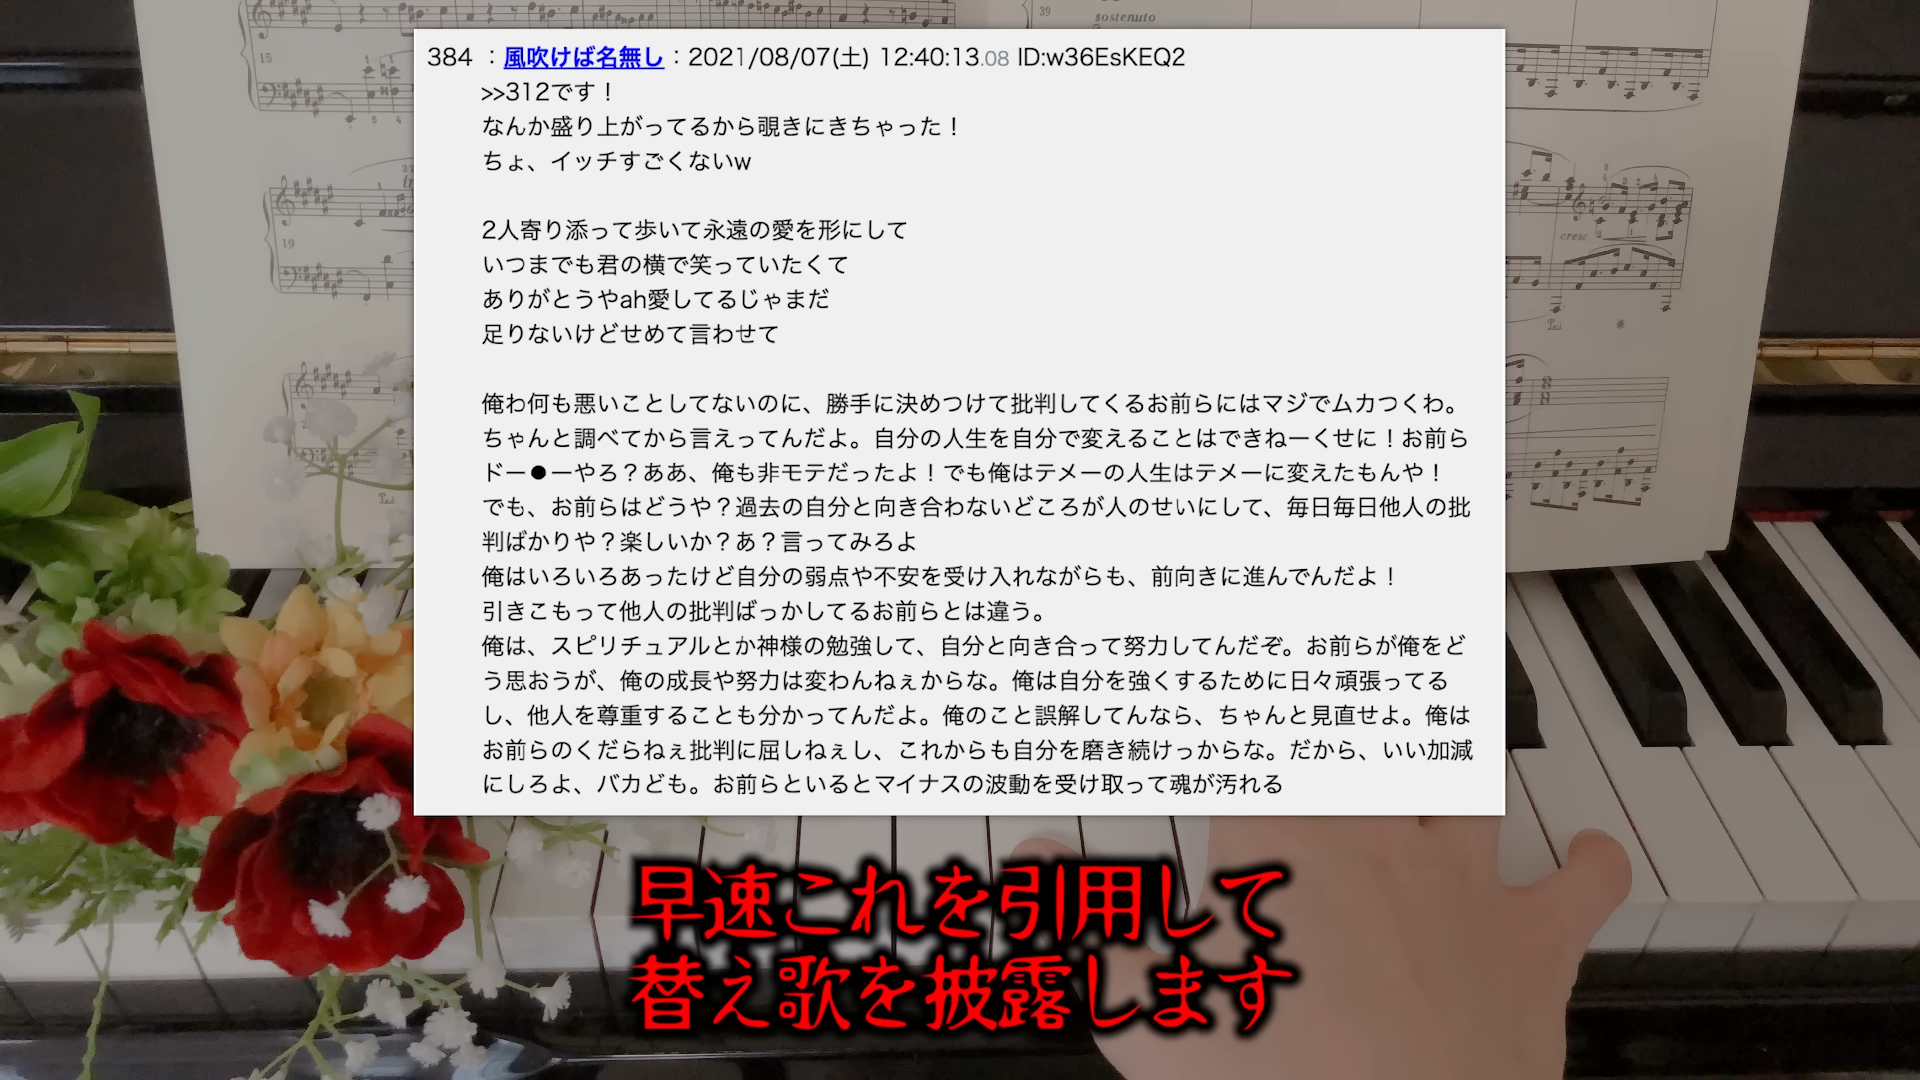 15
39
sostenuto
19
cresc.
384 ：風吹けば名無し：2021/08/07(土) 12:40:13.08 ID:w36EsKEQ2
>>312です！
なんか盛り上がってるから覗きにきちゃった！
ちょ、イッチすごくないw
2人寄り添って歩いて永遠の愛を形にして
いつまでも君の横で笑っていたくて
ありがとうやah愛してるじゃまだ
足りないけどせめて言わせて
俺わ何も悪いことしてないのに、勝手に決めつけて批判してくるお前らにはマジでムカつくわ。
ちゃんと調べてから言えってんだよ。自分の人生を自分で変えることはできねーくせに！お前ら
ドー●ーやろ？ああ、俺も非モテだったよ！でも俺はテメーの人生はテメーに変えたもんや！
でも、お前らはどうや？過去の自分と向き合わないどころが人のせいにして、毎日毎日他人の批
判ばかりや？楽しいか？あ？言ってみろよ
俺はいろいろあったけど自分の弱点や不安を受け入れながらも、前向きに進んでんだよ！
引きこもって他人の批判ばっかしてるお前らとは違う。
俺は、スピリチュアルとか神様の勉強して、自分と向き合って努力してんだぞ。お前らが俺をど
う思おうが、俺の成長や努力は変わんねぇからな。俺は自分を強くするために日々頑張ってる
し、他人を尊重することも分かってんだよ。俺のこと誤解してんなら、ちゃんと見直せよ。俺は
お前らのくだらねぇ批判に屈しねぇし、これからも自分を磨き続けっからな。だから、いい加減
にしろよ、バカども。お前らといるとマイナスの波動を受け取って魂が汚れる
早速これを引用して
替え歌を披露します